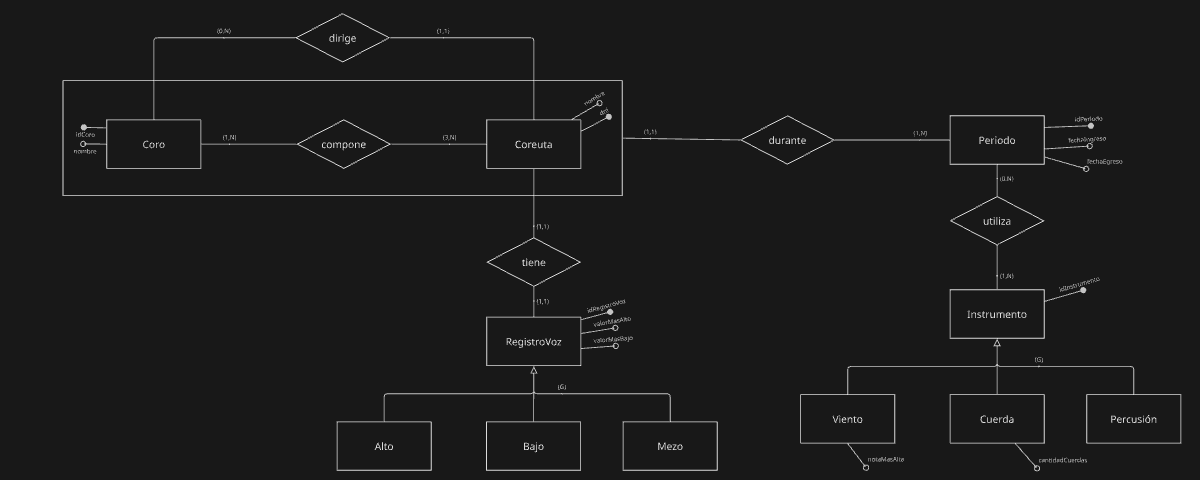 dirige
(0,N)
(1,1)
nombre
dni
idCoro
nombre
Coro
(1,N)
compone
(3,N)
Coreuta
(1,1)
durante
(1,N)
Periodo
idPeriodo
fechaIngreso
fechaEgreso
(0,N)
utiliza
(1,N)
(1,1)
tiene
(1,1)
idRegistroVoz
valorMasAlto
valorMasBajo
RegistroVoz
idInstrumento
Instrumento
(G)
(G)
Alto
Bajo
Mezo
Viento
Cuerda
Percusión
notaMasAlta
cantidadCuerdas